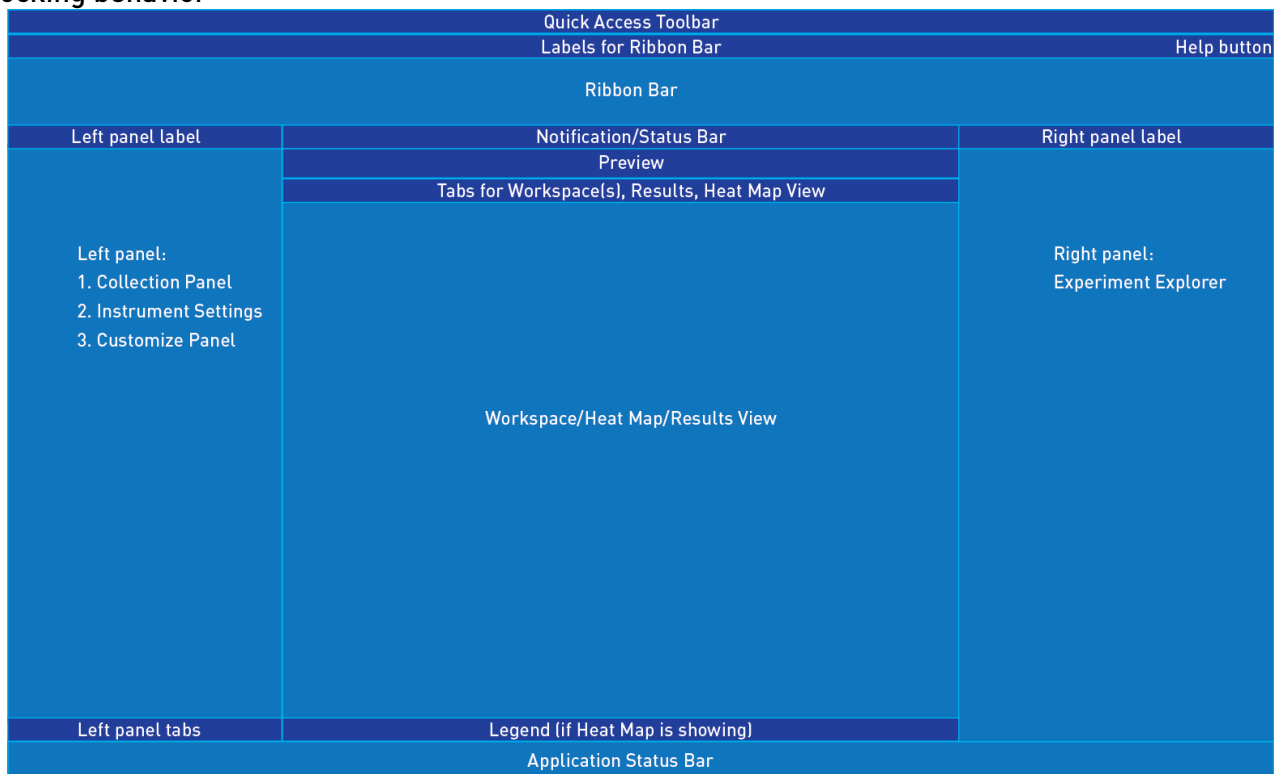 behavior
Quick Access Toolbar
Labels for Ribbon Bar
Help button
Ribbon Bar
Left panel label
Notification/Status Bar
Right panel label
Preview
Tabs for Workspace(s), Results, Heat Map View
Left panel:
1. Collection Panel
2. Instrument Settings
3. Customize Panel
Right panel:
Experiment Explorer
Workspace/Heat Map/Results View
Left panel tabs
Legend (if Heat Map is showing)
Application Status Bar